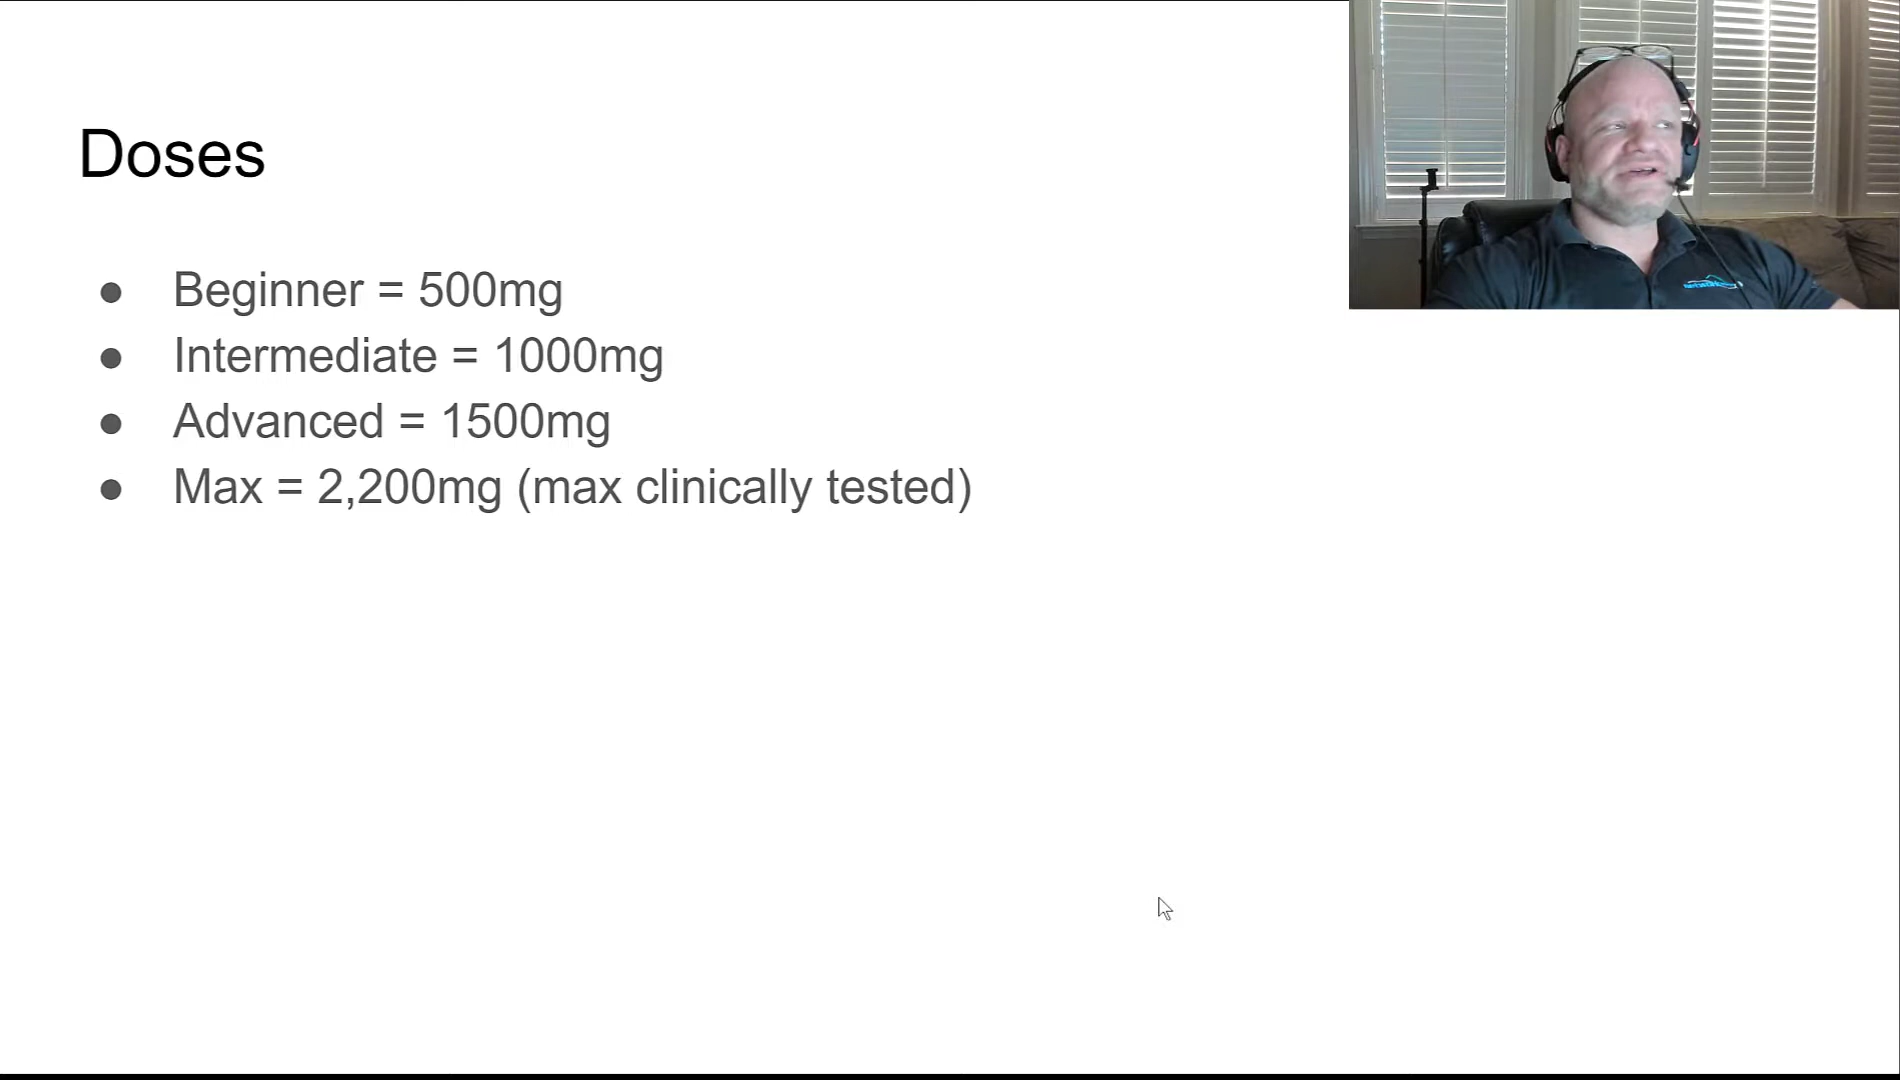 Doses
● Beginner = 500mg
● Intermediate = 1000mg
● Advanced = 1500mg
● Max = 2,200mg (max clinically tested)